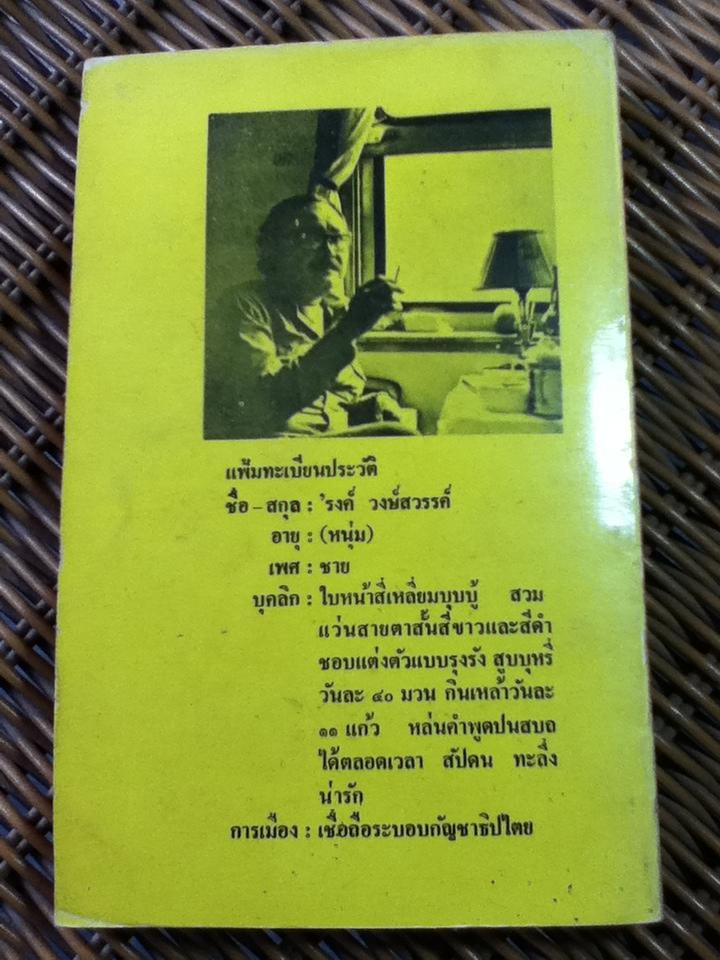 แฟ้มทะเบียนประวัติ
ชื่อ – สกุล : 'รงค์ วงษ์สวรรค์
อายุ : (หนุ่ม)
เพศ : ชาย
บุคลิก : ใบหน้าสี่เหลี่ยมบุบบู้ สวม
แว่นสายตาสั้นสีขาวและสีดำ
ชอบแต่งตัวแบบรุงรัง สูบบุหรี่
วันละ ๔๐ มวน กินเหล้าวันละ
๑๑ แก้ว หล่นคำพูดปนสบถ
ได้ตลอดเวลา สัปดน ทะลึ่ง
น่ารัก
การเมือง : เชื่อถือระบอบกัญชาธิปไตย